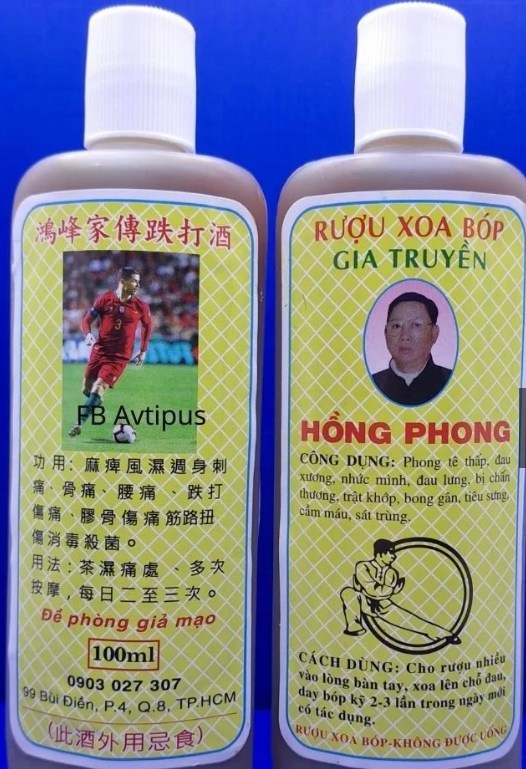 鴻峰家傳跌打酒
FB Avtipus
功用：麻痺風濕週身刺
痛、骨痛、腰痛、跌打
傷痛、膠骨傷痛筋路扭
傷消毒殺菌。
用法：茶濕痛處、多次
按摩，每日二至三次。
Đề phòng giả mạo
100ml
0903 027 307
99 Bùi Điền, P.4, Q.8, TP.HCM
(此酒外用忌食)
RƯỢU XOA BÓP
GIA TRUYỀN
HỒNG PHONG
CÔNG DỤNG: Phong tê thấp, đau
xương, nhức mình, đau lưng, bị chấn
thương, trật khớp, bong gân, tiêu sưng,
cầm máu, sát trùng.
CÁCH DÙNG: Cho rượu nhiều
vào lòng bàn tay, xoa lên chỗ đau,
day bóp kỹ 2-3 lần trong ngày mới
có tác dụng.
RƯỢU XOA BÓP-KHÔNG ĐƯỢC UỐNG